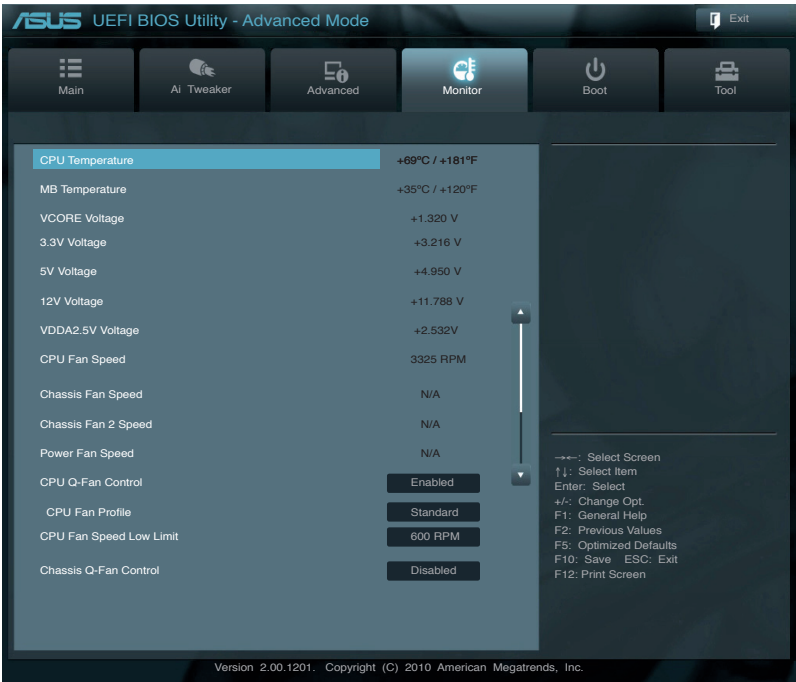 ASUS UEFI BIOS Utility - Advanced Mode
Exit
Main
Ai Tweaker
Advanced
Monitor
Boot
Tool
CPU Temperature +69ºC / +181ºF
MB Temperature +35ºC / +120ºF
VCORE Voltage +1.320 V
3.3V Voltage +3.216 V
5V Voltage +4.950 V
12V Voltage +11.788 V
VDDA2.5V Voltage +2.532V
CPU Fan Speed 3325 RPM
Chassis Fan Speed N/A
Chassis Fan 2 Speed N/A
Power Fan Speed N/A
CPU Q-Fan Control Enabled
CPU Fan Profile Standard
CPU Fan Speed Low Limit 600 RPM
Chassis Q-Fan Control Disabled
→←: Select Screen
↑↓: Select Item
Enter: Select
+/-: Change Opt.
F1: General Help
F2: Previous Values
F5: Optimized Defaults
F10: Save ESC: Exit
F12: Print Screen
Version 2.00.1201. Copyright (C) 2010 American Megatrends, Inc.